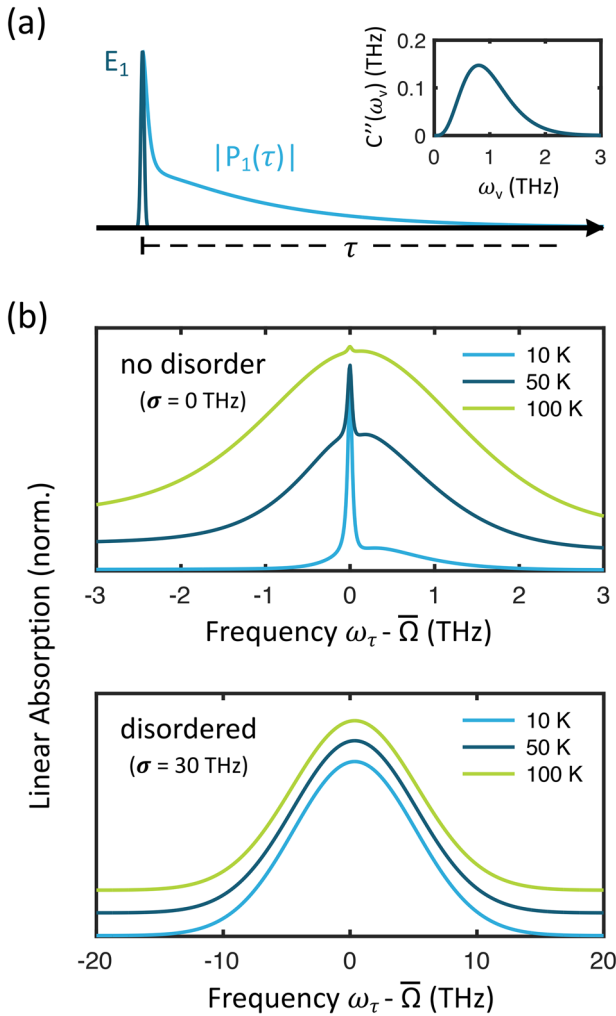 (a)
E₁
|P₁(τ)|
τ
C''(ωᵥ) (THz)
0.2
0.1
0
0 1 2 3
ωᵥ (THz)
(b)
Linear Absorption (norm.)
no disorder
(σ = 0 THz)
10 K
50 K
100 K
-3 -2 -1 0 1 2 3
Frequency ω_τ - Ω̅ (THz)
disordered
(σ = 30 THz)
10 K
50 K
100 K
-20 -10 0 10 20
Frequency ω_τ - Ω̅ (THz)